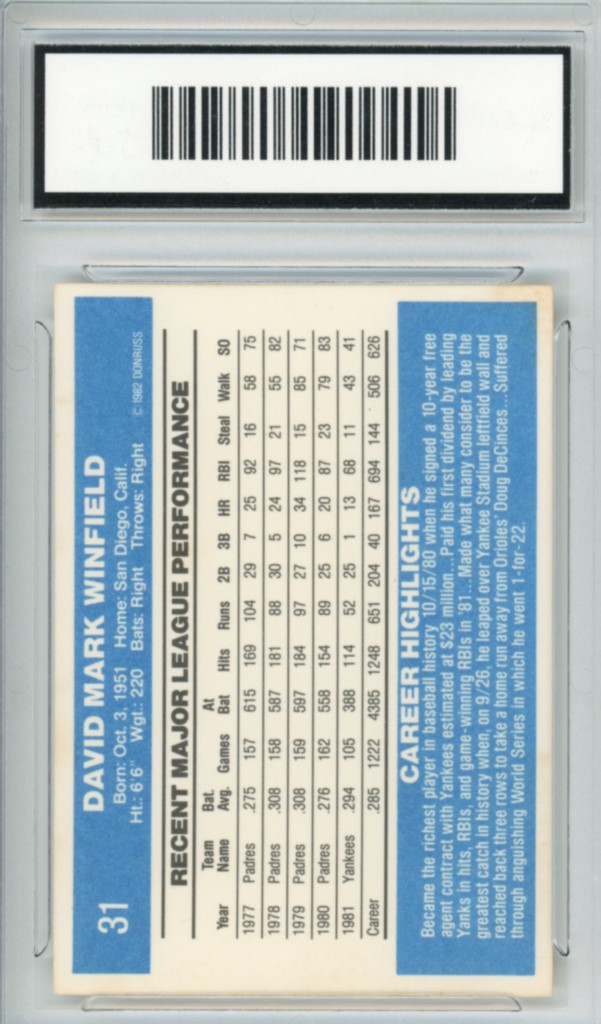 31
DAVID MARK WINFIELD
Born: Oct. 3, 1951 Home: San Diego, Calif.
Ht.: 6'6" Wgt.: 220 Bats: Right Throws: Right © 1982 DONRUSS
RECENT MAJOR LEAGUE PERFORMANCE
Year Team Name Bat. Avg. Games At Bat Hits Runs 2B 3B HR RBI Steal Walk SO
1977 Padres .275 157 615 169 104 29 7 25 92 16 58 75
1978 Padres .308 158 587 181 88 30 5 24 97 21 55 82
1979 Padres .308 159 597 184 97 27 10 34 118 15 85 71
1980 Padres .276 162 558 154 89 25 6 20 87 23 79 83
1981 Yankees .294 105 388 114 52 25 1 13 68 11 43 41
Career .285 1222 4385 1248 651 204 40 167 694 144 506 626
CAREER HIGHLIGHTS
Became the richest player in baseball history 10/15/80 when he signed a 10-year free
agent contract with Yankees estimated at $23 million...Paid his first dividend by leading
Yanks in hits, RBIs, and game-winning RBIs in '81...Made what many consider to be the
greatest catch in history when, on 9/26, he leaped over Yankee Stadium leftfield wall and
reached back three rows to take a home run away from Orioles' Doug DeCinces...Suffered
through anguishing World Series in which he went 1-for-22.